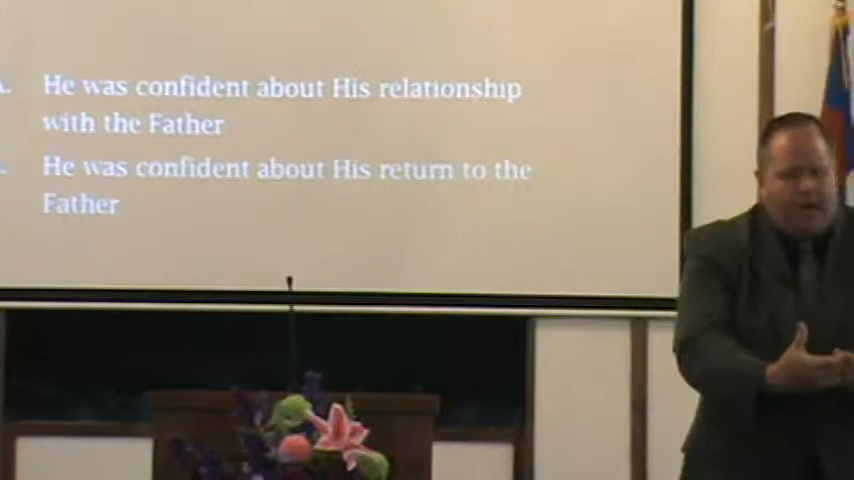 He was confident about His relationship
with the Father
He was confident about His return to the
Father